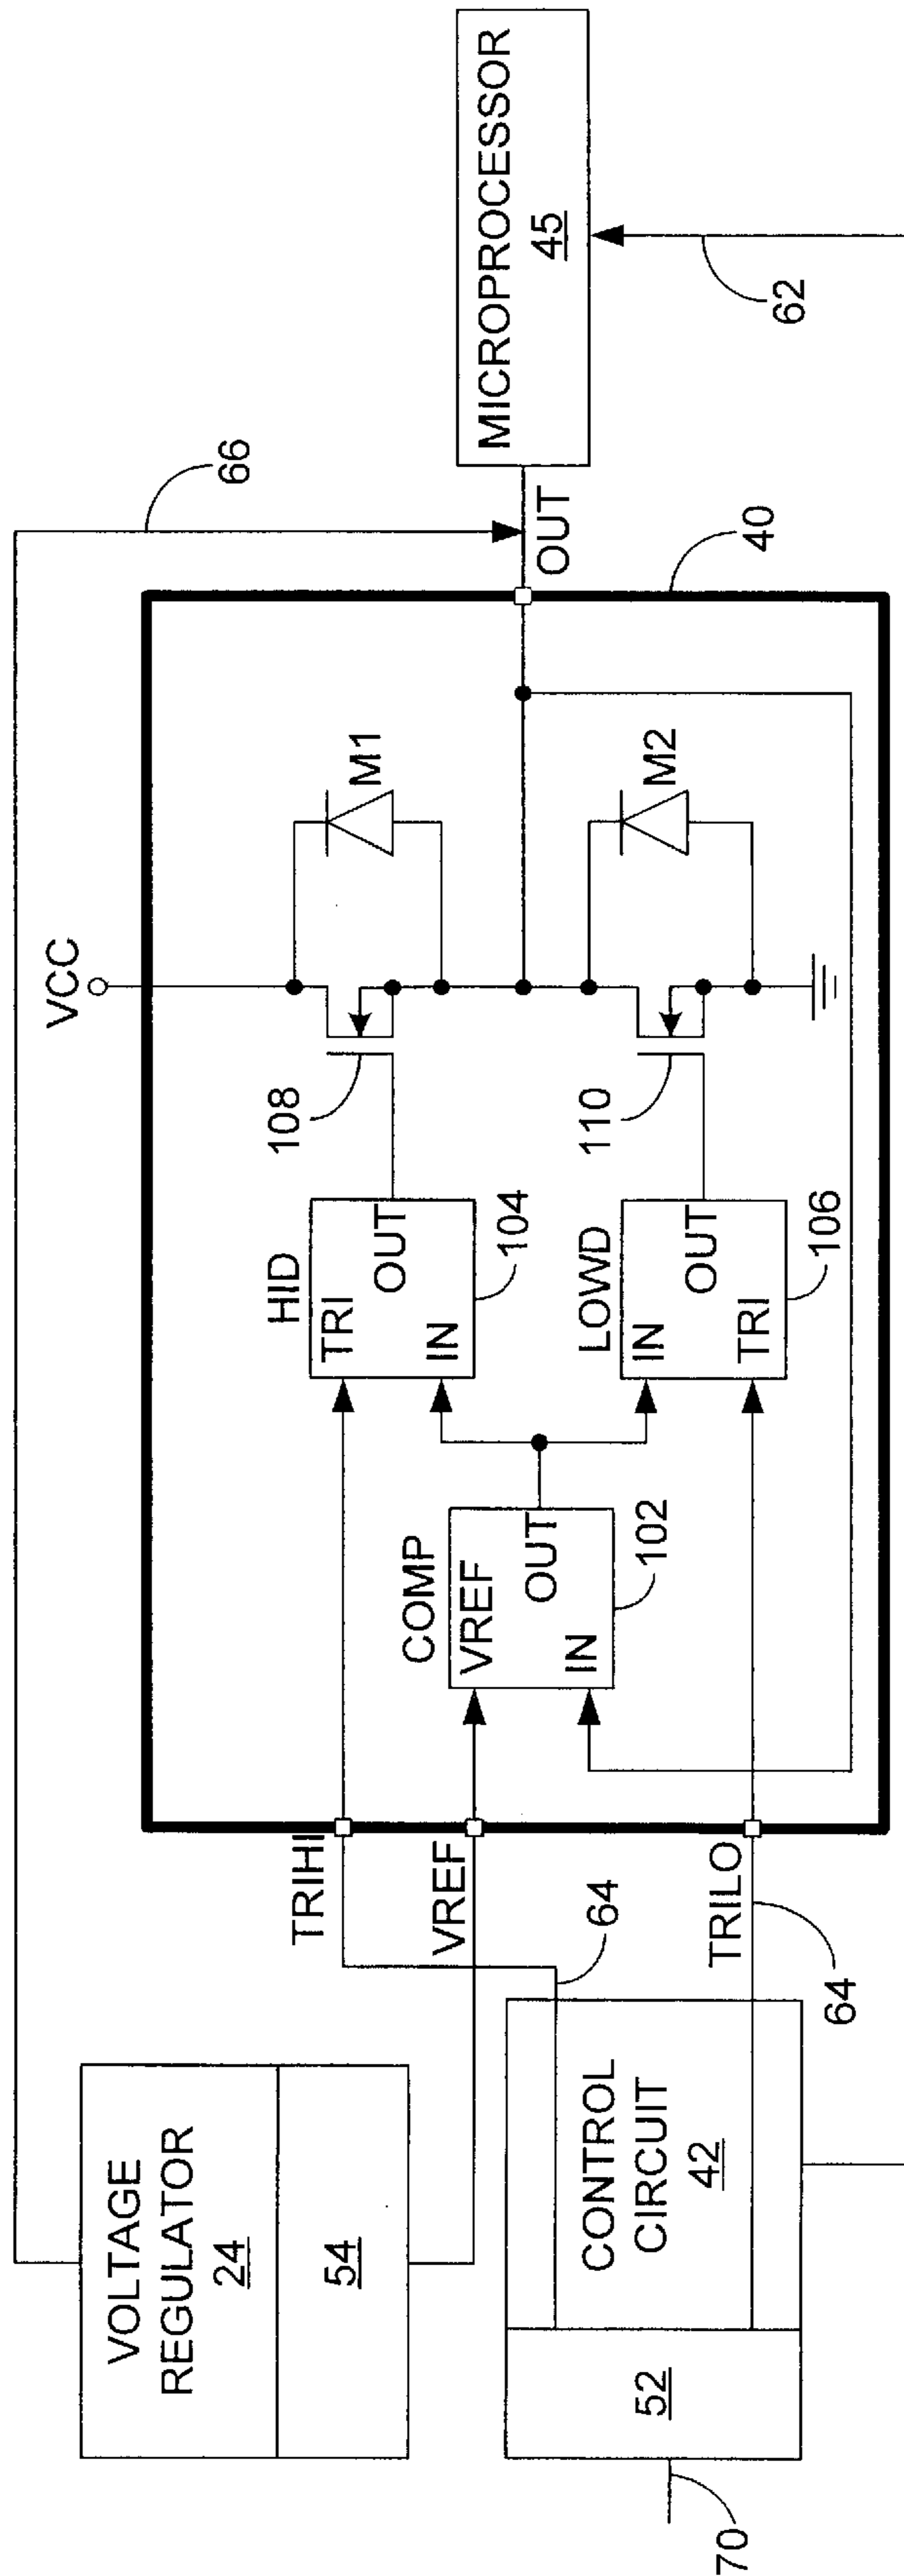 VOLTAGE
REGULATOR
24
54
66
VCC
TRIHI
VREF
TRILO
64
64
CONTROL
CIRCUIT
42
52
70
COMP
VREF
OUT
IN
102
HID
TRI
OUT
IN
104
LOWD
IN
OUT
TRI
106
108
110
M1
M2
OUT
40
MICROPROCESSOR
45
62